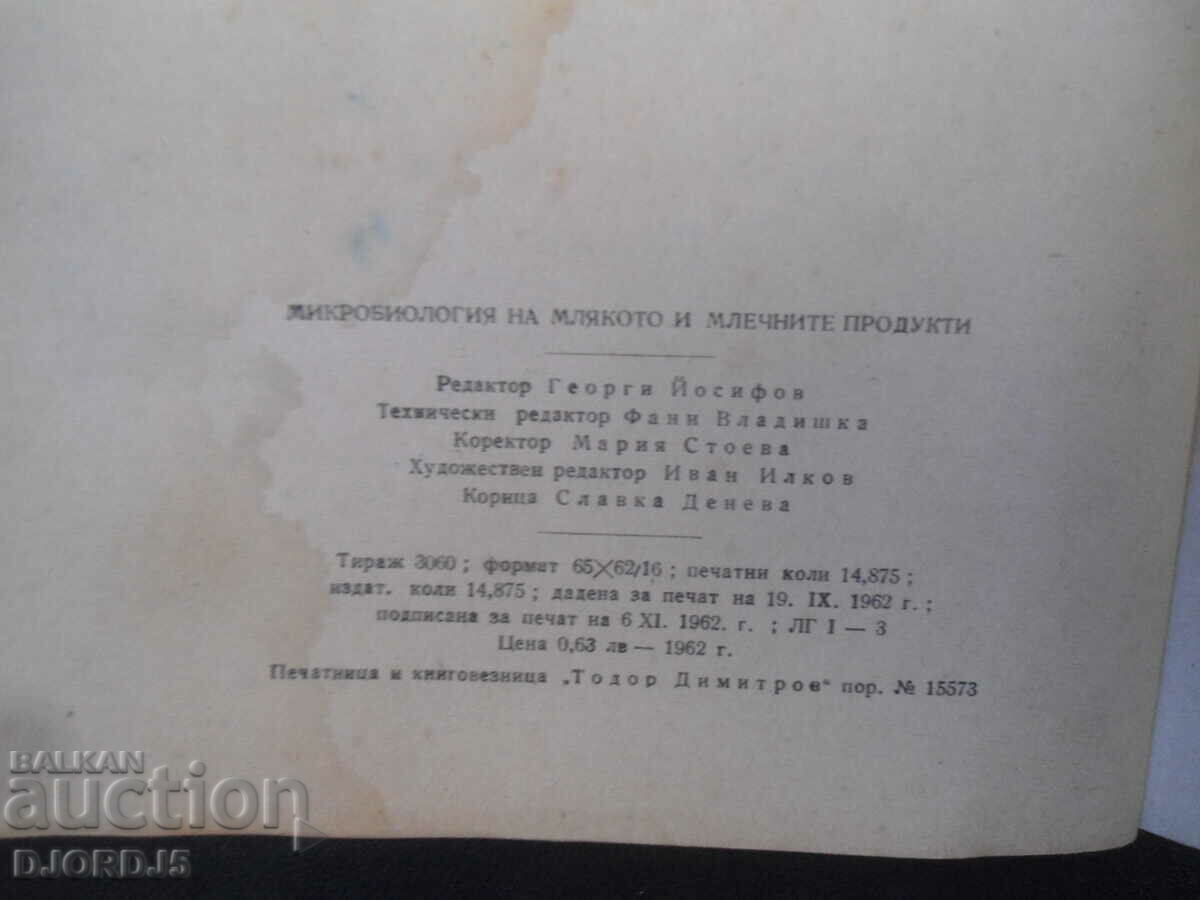 МИКРОБИОЛОГИЯ НА МЛЯКОТО И МЛЕЧНИТЕ ПРОДУКТИ
Редактор Георги Йосифов
Технически редактор Фани Владишка
Коректор Мария Стоева
Художествен редактор Иван Илков
Корица Славка Денева
Тираж 3060; формат 65×62/16; печатни коли 14,875;
издат. коли 14,875; дадена за печат на 19. IX. 1962 г.;
подписана за печат на 6 XI. 1962. г. ; ЛГ I — 3
Цена 0,63 лв — 1962 г.
Печатница и книговезница „Тодор Димитров“ пор. № 15573
BALKAN
auction
DJORDJ5